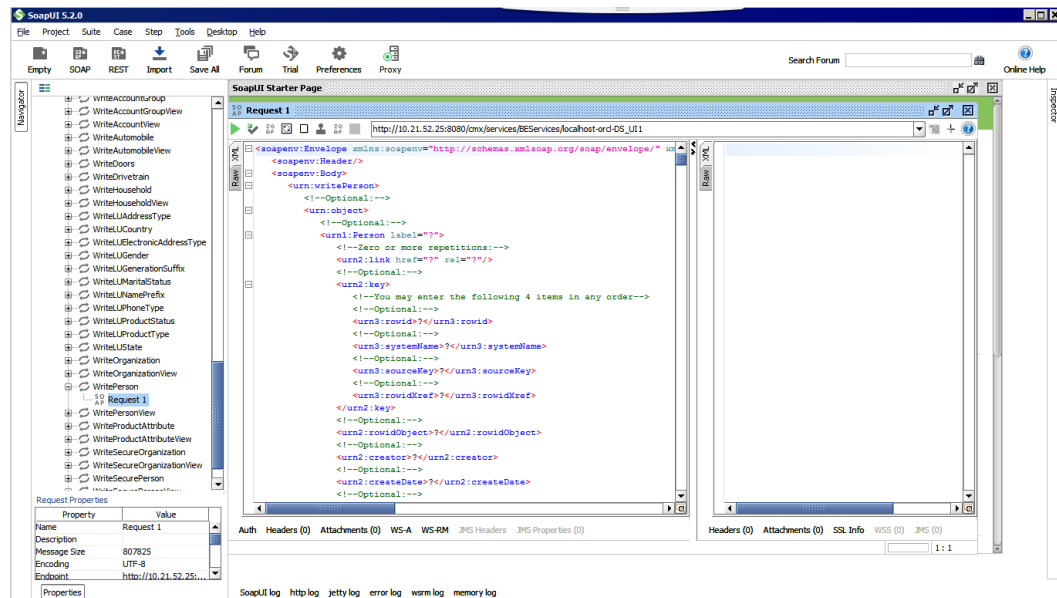 SoapUI 5.2.0
File Project Suite Case Step Tools Desktop Help
Empty SOAP REST Import Save All Forum Trial Preferences Proxy
Search Forum
Online Help
Navigator
Inspector
WriteAccountGroup
WriteAccountGroupView
WriteAccountView
WriteAutomobile
WriteAutomobileView
WriteDoors
WriteDrivetrain
WriteHousehold
WriteHouseholdView
WriteLUAddressType
WriteLUCountry
WriteLUElectronicAddressType
WriteLUGender
WriteLUGenerationSuffix
WriteLUMaritalStatus
WriteLUNamePrefix
WriteLUPhoneType
WriteLUProductStatus
WriteLUProductType
WriteLUState
WriteOrganization
WriteOrganizationView
WritePerson
Request 1
WritePersonView
WriteProductAttribute
WriteProductAttributeView
WriteSecureOrganization
WriteSecureOrganizationView
WriteSecurePerson
WriteSecurePersonView
Request Properties
Property Value
Name Request 1
Description
Message Size 807825
Encoding UTF-8
Endpoint http://10.21.52.25:...
Properties
SoapUI Starter Page
Request 1
http://10.21.52.25:8080/cmx/services/BEServices/localhost-orcl-DS_UI1
XML
Raw
<soapenv:Envelope xmlns:soapenv="http://schemas.xmlsoap.org/soap/envelope/"
<soapenv:Header/>
<soapenv:Body>
<urn:writePerson>
<!--Optional:-->
<urn:object>
<!--Optional:-->
<urn1:Person label="?">
<!--Zero or more repetitions:-->
<urn2:link href="?" rel="?"/>
<!--Optional:-->
<urn2:key>
<!--You may enter the following 4 items in any order-->
<!--Optional:-->
<urn3:rowid>?</urn3:rowid>
<!--Optional:-->
<urn3:systemName>?</urn3:systemName>
<!--Optional:-->
<urn3:sourceKey>?</urn3:sourceKey>
<!--Optional:-->
<urn3:rowidXref>?</urn3:rowidXref>
</urn2:key>
<!--Optional:-->
<urn2:rowidObject>?</urn2:rowidObject>
<!--Optional:-->
<urn2:creator>?</urn2:creator>
<!--Optional:-->
<urn2:createDate>?</urn2:createDate>
<!--Optional:-->
Auth Headers (0) Attachments (0) WS-A WS-RM JMS Headers JMS Properties (0)
XML
Raw
Headers (0) Attachments (0) SSL Info WSS (0) JMS (0)
1 : 1
SoapUI log http log jetty log error log wsrm log memory log